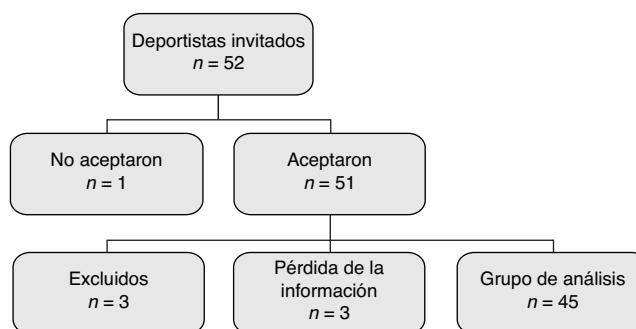 Deportistas invitados
n = 52
No aceptaron
n = 1
Aceptaron
n = 51
Excluidos
n = 3
Pérdida de la
información
n = 3
Grupo de análisis
n = 45